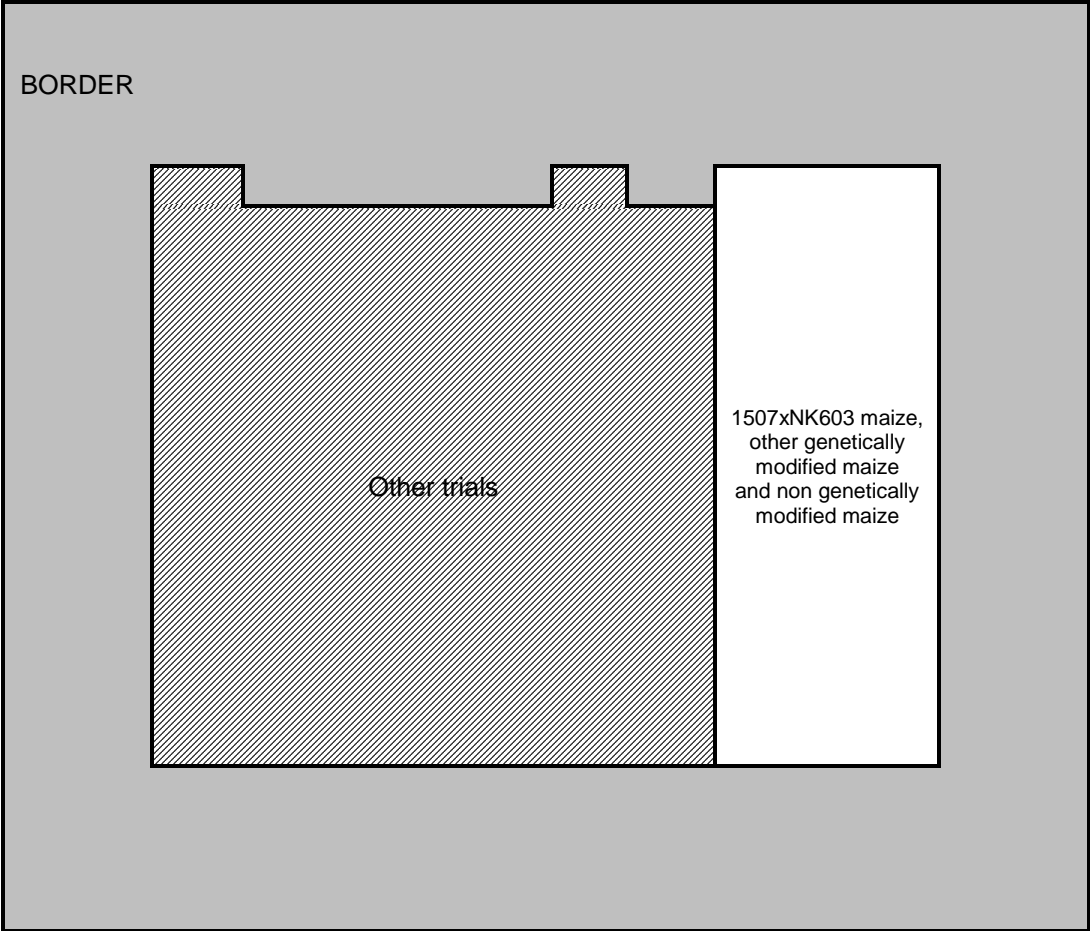 BORDER
Other trials
1507xNK603 maize,
other genetically
modified maize
and non genetically
modified maize